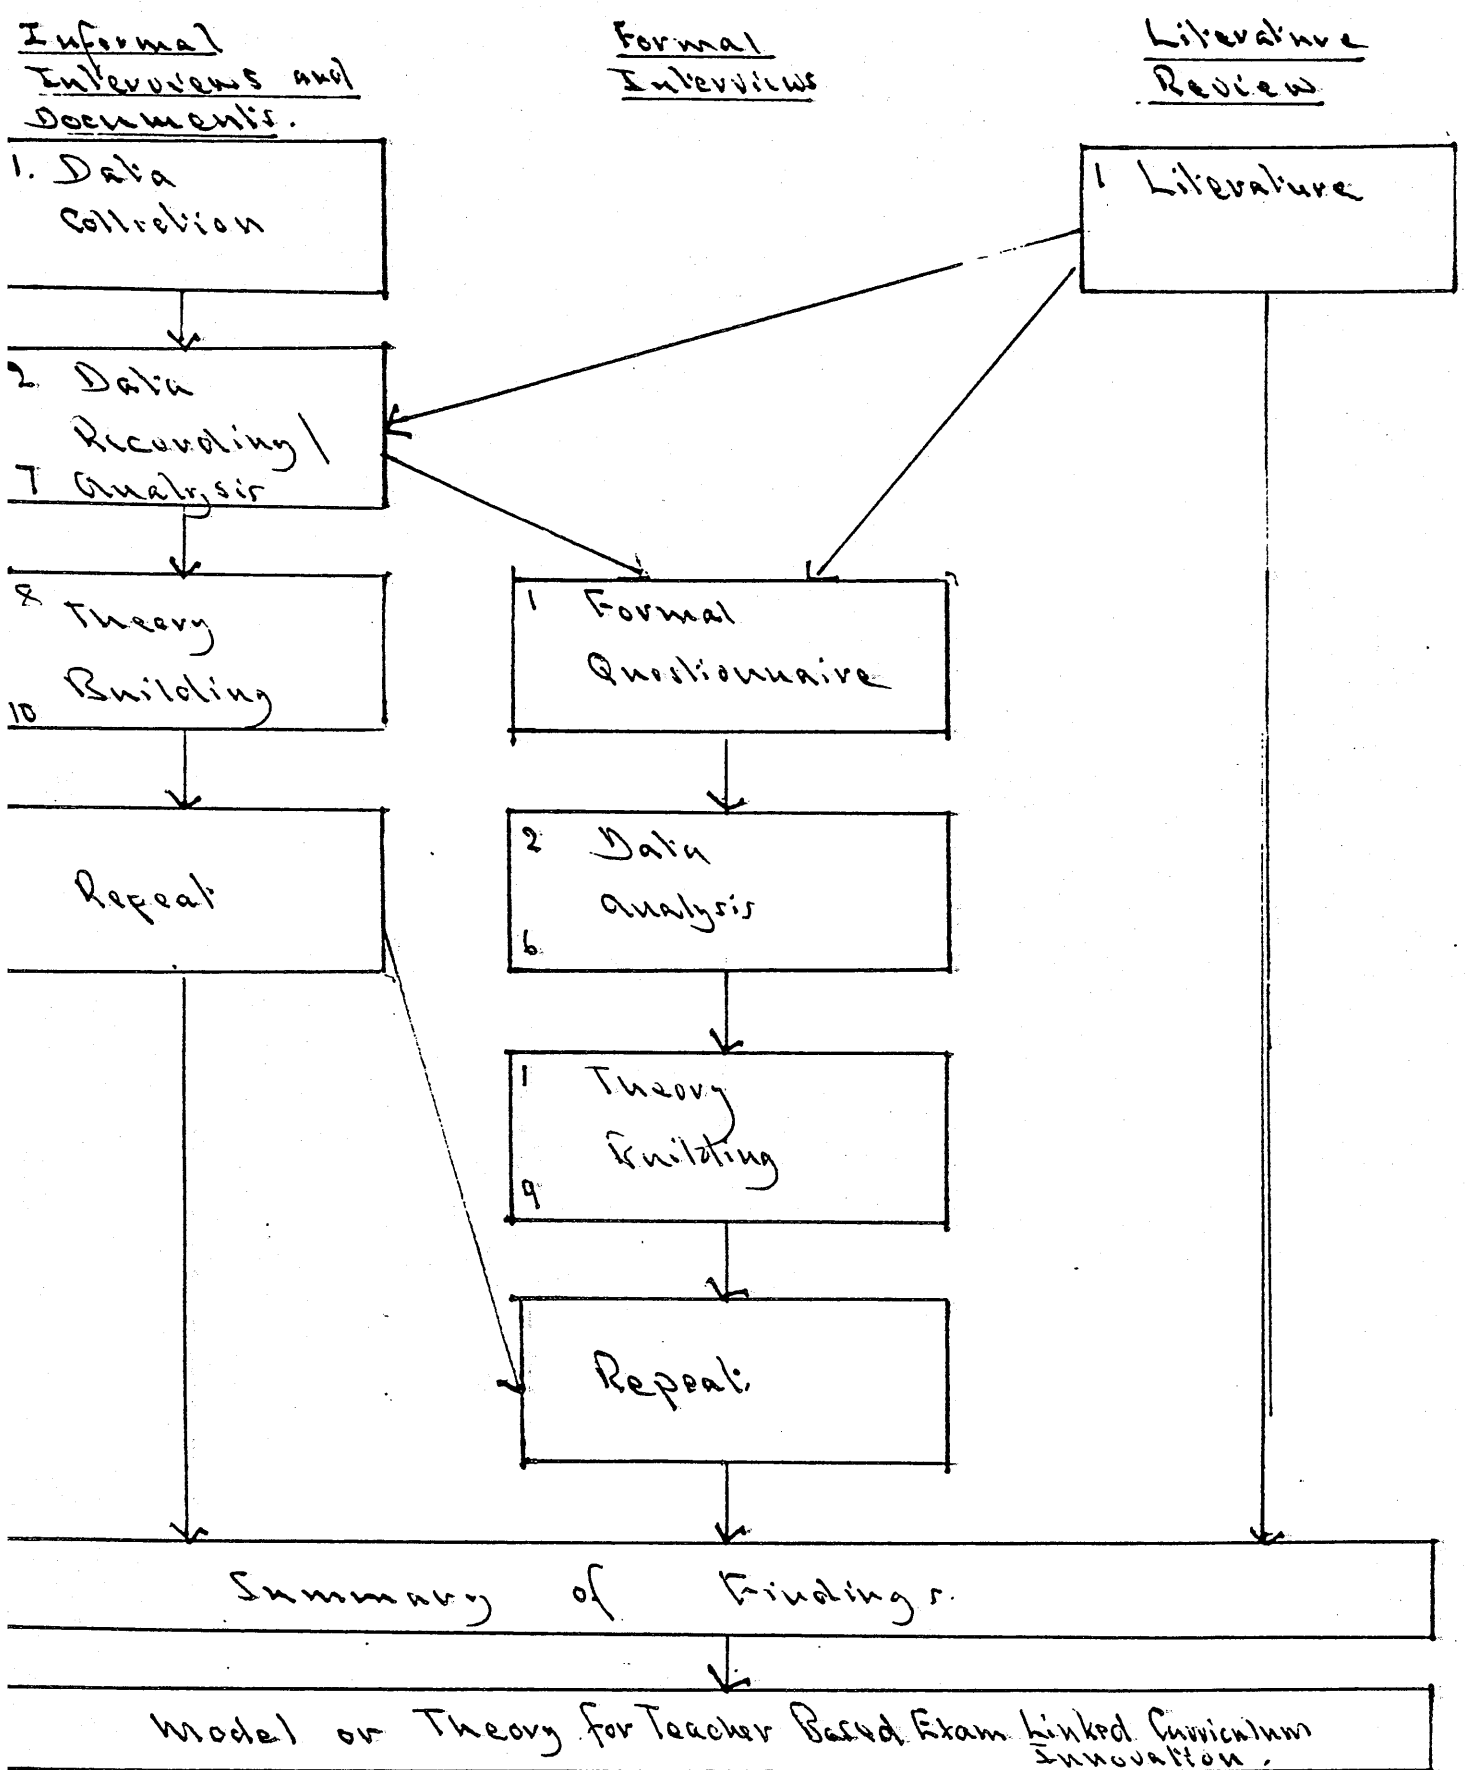 Informal
Interviews and
Documents.
Formal
Interviews
Literature
Review
1. Data
Collection
1 Literature
2 Data
Recording/
7 Analysis
8 Theory
Building
10
1 Formal
Questionnaire
Repeat
2 Data
Analysis
6
1 Theory
Building
9
Repeat
Summary of Findings.
Model or Theory for Teacher Based Exam Linked Curriculum
Innovation.